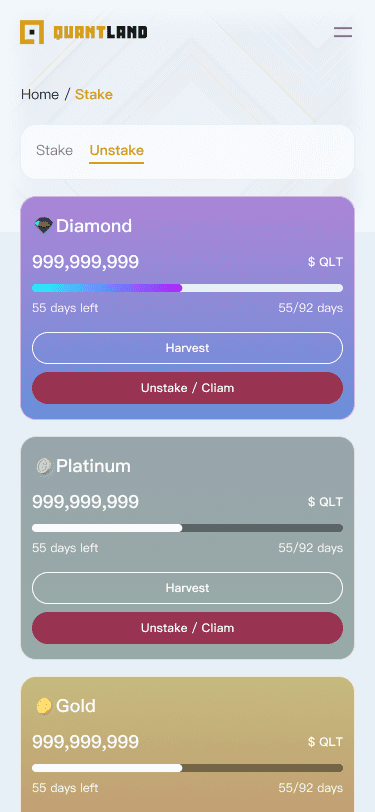 QUANTLAND
Home / Stake
Stake Unstake
Diamond
999,999,999 $ QLT
55 days left 55/92 days
Harvest
Unstake / Cliam
Platinum
999,999,999 $ QLT
55 days left 55/92 days
Harvest
Unstake / Cliam
Gold
999,999,999 $ QLT
55 days left 55/92 days